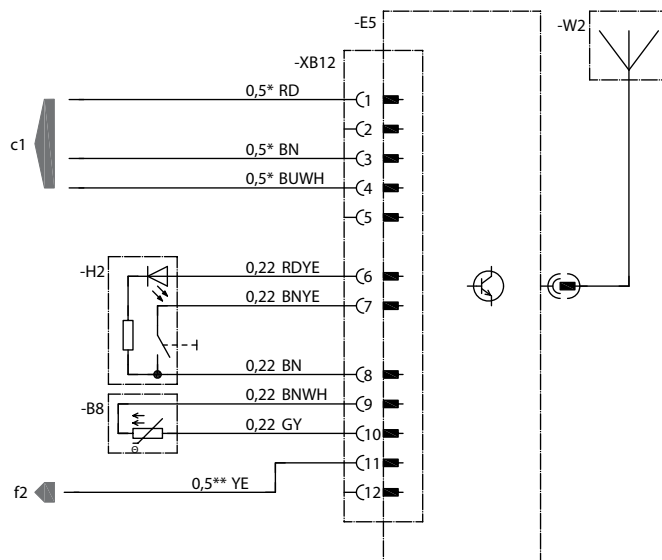 -E5
-W2
-XB12
0,5* RD
1
2
c1
0,5* BN
3
0,5* BUWH
4
5
-H2
0,22 RDYE
6
0,22 BNYE
7
0,22 BN
8
-B8
0,22 BNWH
9
0,22 GY
10
Θ
11
f2
0,5** YE
12